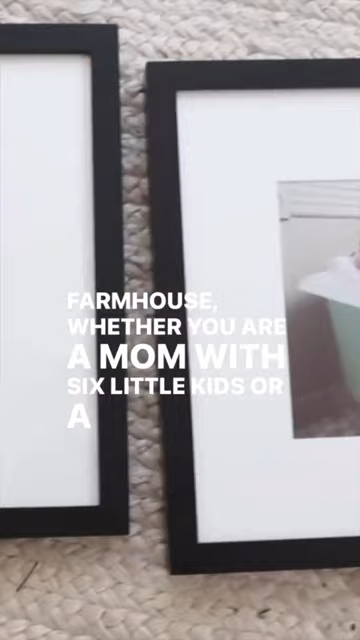 FARMHOUSE,
WHETHER YOU ARE
A MOM WITH
SIX LITTLE KIDS OR
A